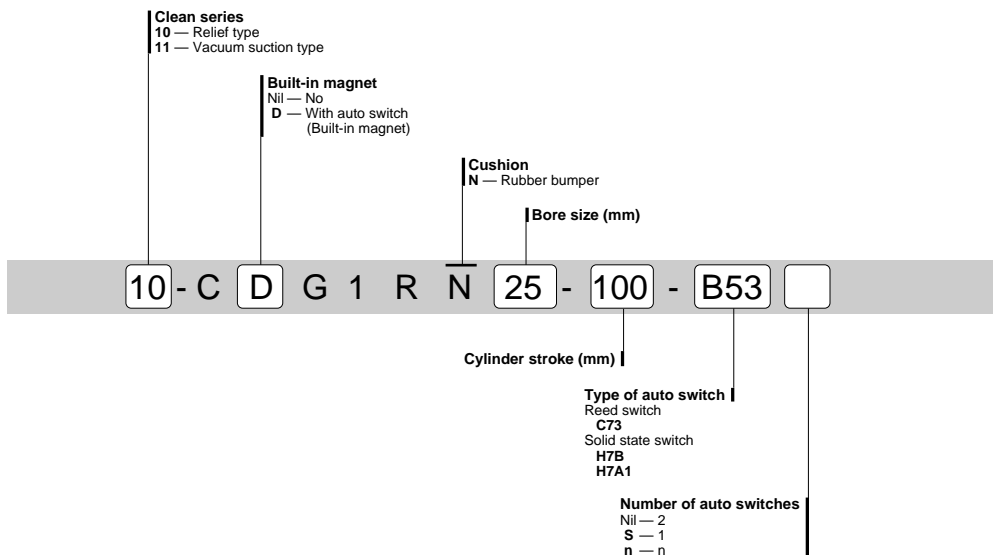 Clean series
10 — Relief type
11 — Vacuum suction type
Built-in magnet
Nil — No
D — With auto switch
(Built-in magnet)
Cushion
N — Rubber bumper
Bore size (mm)
10 - C D G 1 R N 25 - 100 - B53
Cylinder stroke (mm)
Type of auto switch
Reed switch
C73
Solid state switch
H7B
H7A1
Number of auto switches
Nil — 2
S — 1
n — n